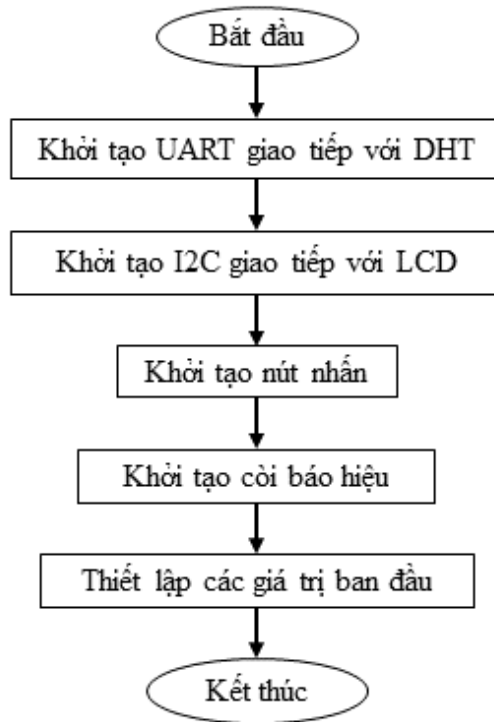 Bắt đầu
Khởi tạo UART giao tiếp với DHT
Khởi tạo I2C giao tiếp với LCD
Khởi tạo nút nhấn
Khởi tạo còi báo hiệu
Thiết lập các giá trị ban đầu
Kết thúc